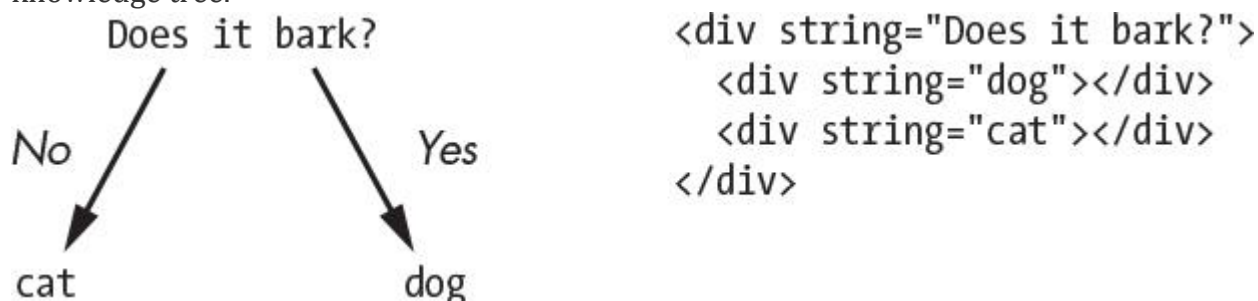 knowledge tree.
Does it bark?
No
Yes
cat
dog
<div string="Does it bark?">
  <div string="dog"></div>
  <div string="cat"></div>
</div>